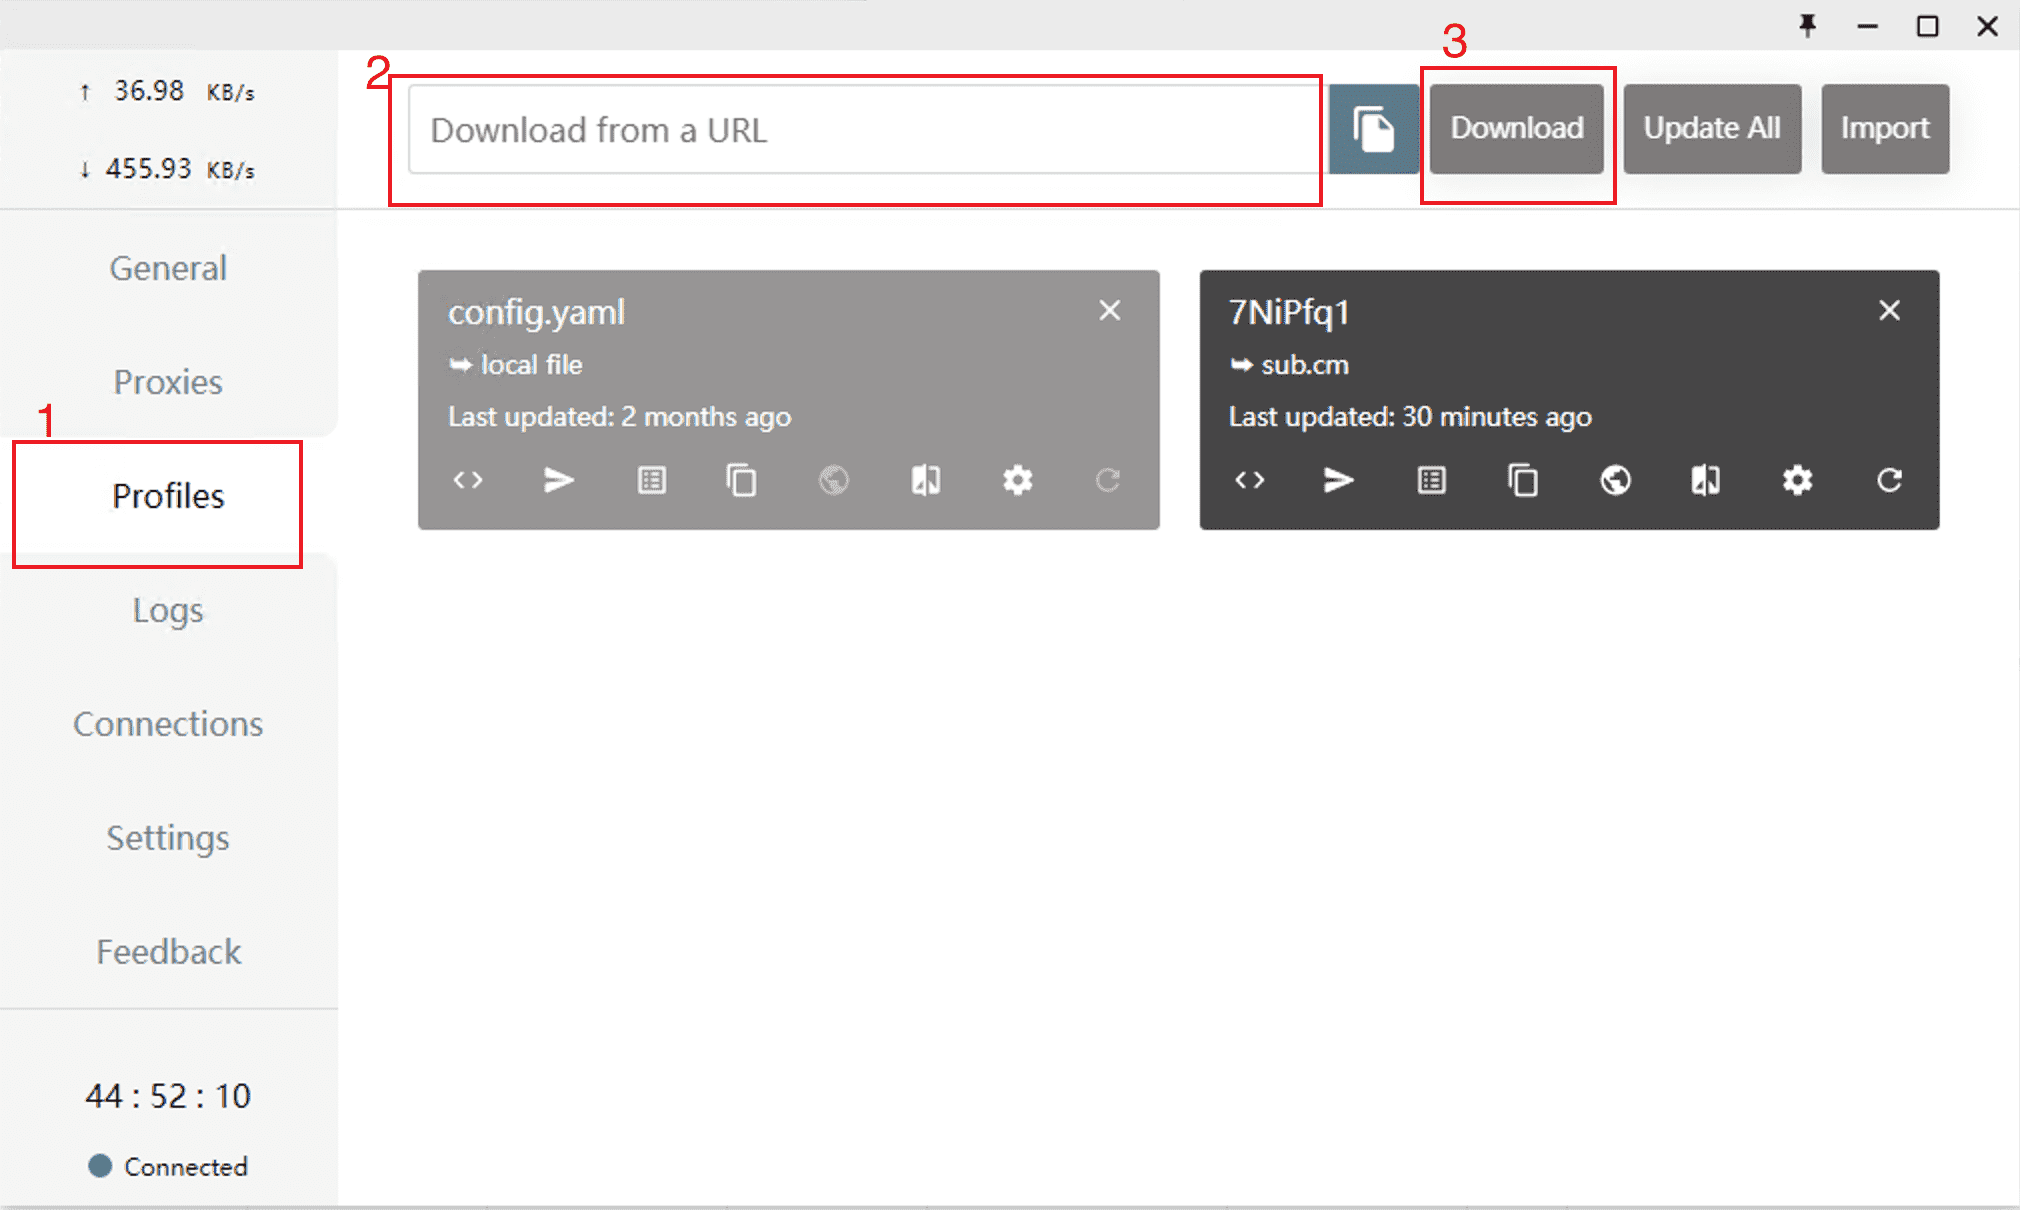 3
2
↑ 36.98 KB/s
Download from a URL
Download
Update All
Import
↓ 455.93 KB/s
General
Proxies
1
Profiles
Logs
Connections
Settings
Feedback
44 : 52 : 10
Connected
config.yaml
local file
Last updated: 2 months ago
7NiPfq1
sub.cm
Last updated: 30 minutes ago